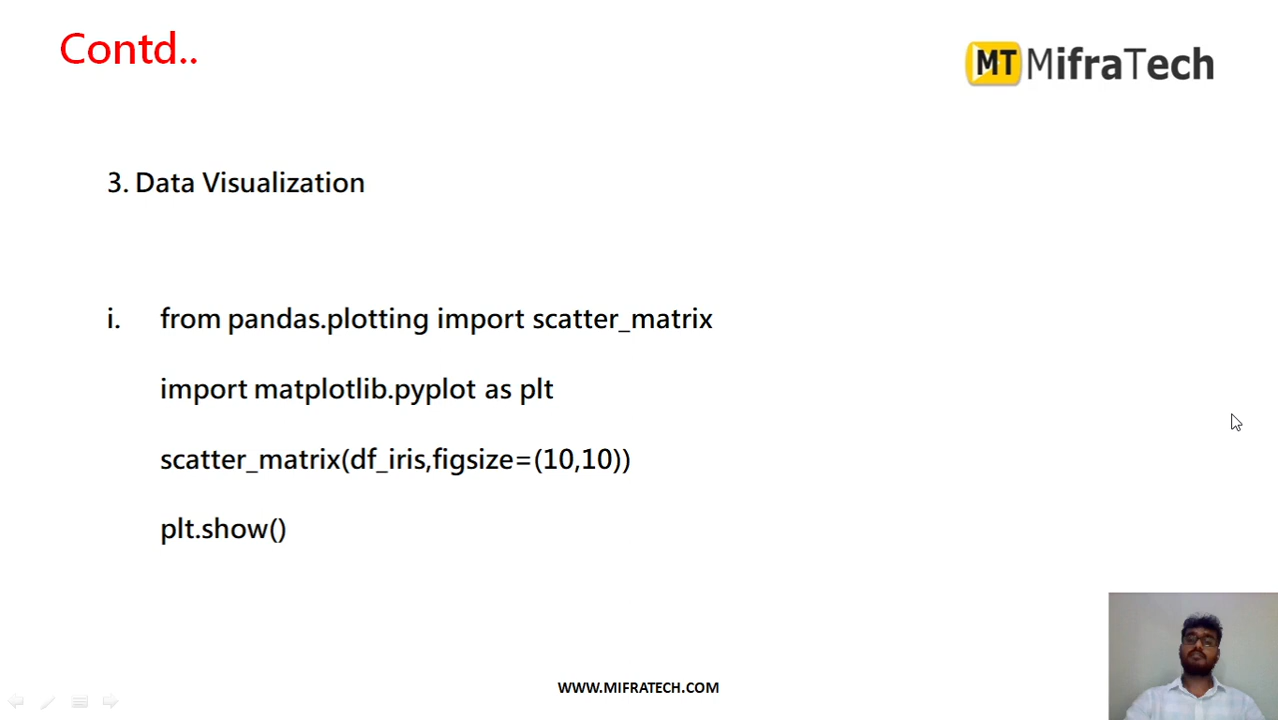 Contd..
MT MifraTech
3. Data Visualization
i. from pandas.plotting import scatter_matrix
import matplotlib.pyplot as plt
scatter_matrix(df_iris,figsize=(10,10))
plt.show()
WWW.MIFRATECH.COM